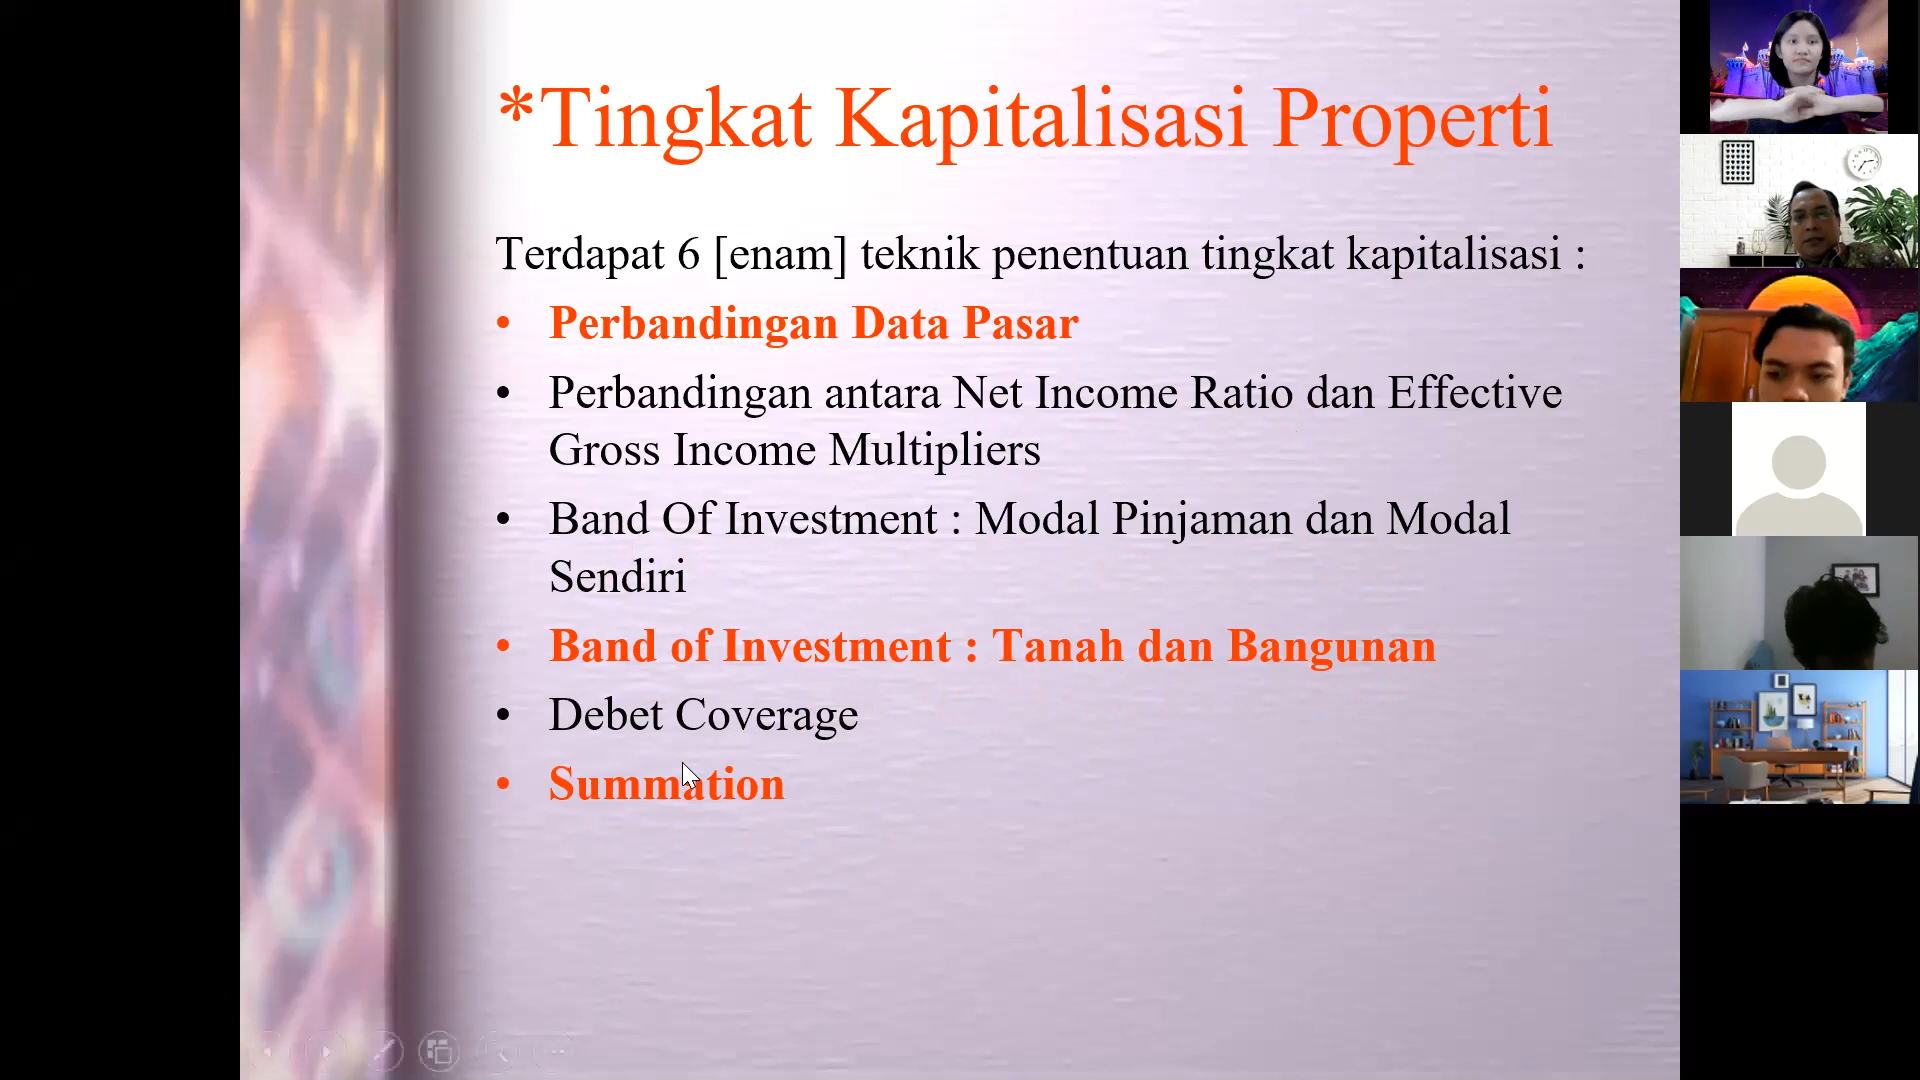 *Tingkat Kapitalisasi Properti
Terdapat 6 [enam] teknik penentuan tingkat kapitalisasi :
• Perbandingan Data Pasar
• Perbandingan antara Net Income Ratio dan Effective
Gross Income Multipliers
• Band Of Investment : Modal Pinjaman dan Modal
Sendiri
• Band of Investment : Tanah dan Bangunan
• Debet Coverage
• Summation